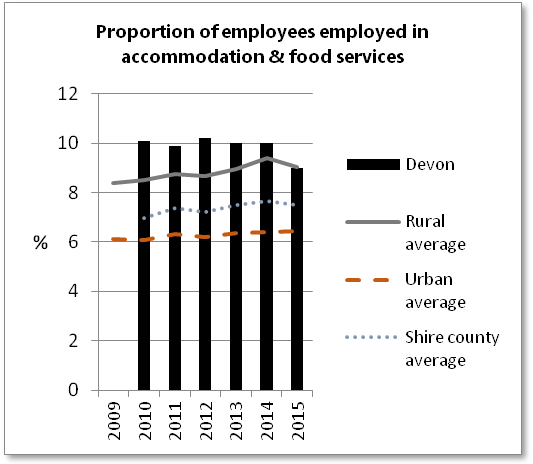 Proportion of employees employed in
accommodation & food services
12
10
8
6
4
2
0
%
2009
2010
2011
2012
2013
2014
2015
Devon
Rural
average
Urban
average
Shire county
average